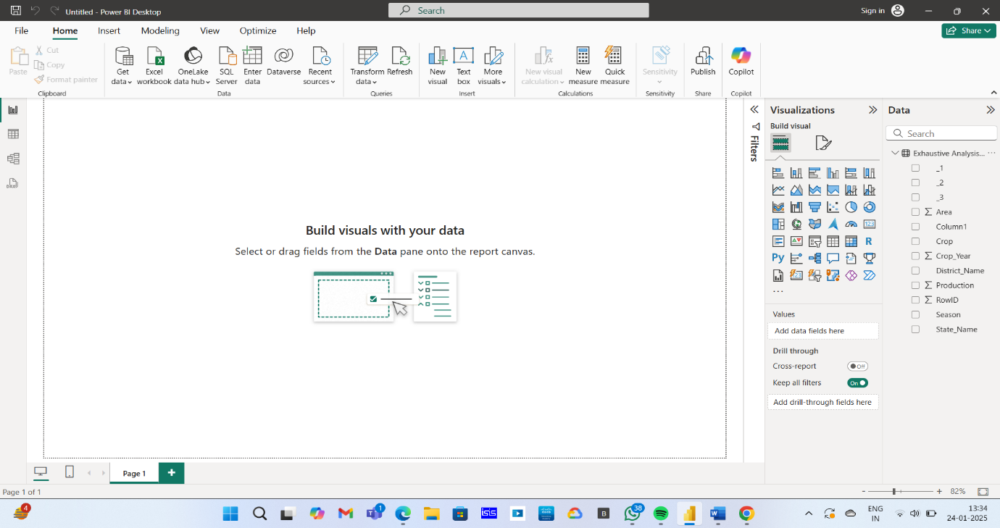 Untitled - Power BI Desktop
Search
Sign in
File Home Insert Modeling View Optimize Help
Share
Paste
Cut
Copy
Format painter
Clipboard
Get data
Excel workbook
OneLake data hub
SQL Server
Enter data
Dataverse
Recent sources
Data
Transform data
Refresh
Queries
New visual
Text box
More visuals
Insert
New visual calculation
New measure
Quick measure
Calculations
Sensitivity
Sensitivity
Publish
Share
Copilot
Copilot
Build visuals with your data
Select or drag fields from the Data pane onto the report canvas.
Filters
Visualizations
Build visual
123
R
Py
123
...
Values
Add data fields here
Drill through
Cross-report
Off
Keep all filters
On
Add drill-through fields here
Data
Search
Exhaustive Analysis... ...
_1
_2
_3
Σ Area
Column1
Crop
Σ Crop_Year
District_Name
Σ Production
Σ RowID
Season
State_Name
Page 1
+
Page 1 of 1
- + 82%
4
1
iSS
B
38
W
ENG
IN
13:34
24-01-2025